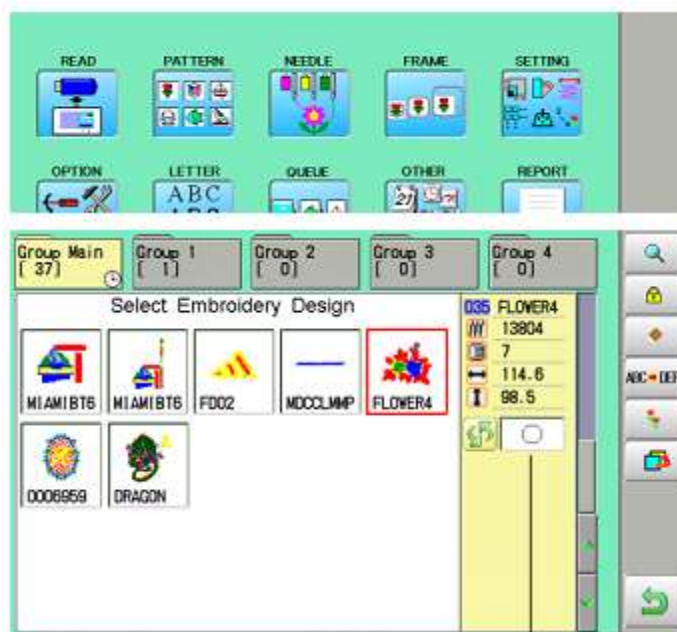 READ PATTERN NEEDLE FRAME SETTING
OPTION LETTER QUEUE OTHER REPORT
ABC
27
Group Main Group 1 Group 2 Group 3 Group 4
[ 37] [ 1] [ 0] [ 0] [ 0]
Select Embroidery Design
035 FLOWER4
13804
7
114.6
98.5
MIAMIBT6 MIAMIBT6 FD02 MDCCLMMP FLOWER4
0006959 DRAGON
ABC DEF